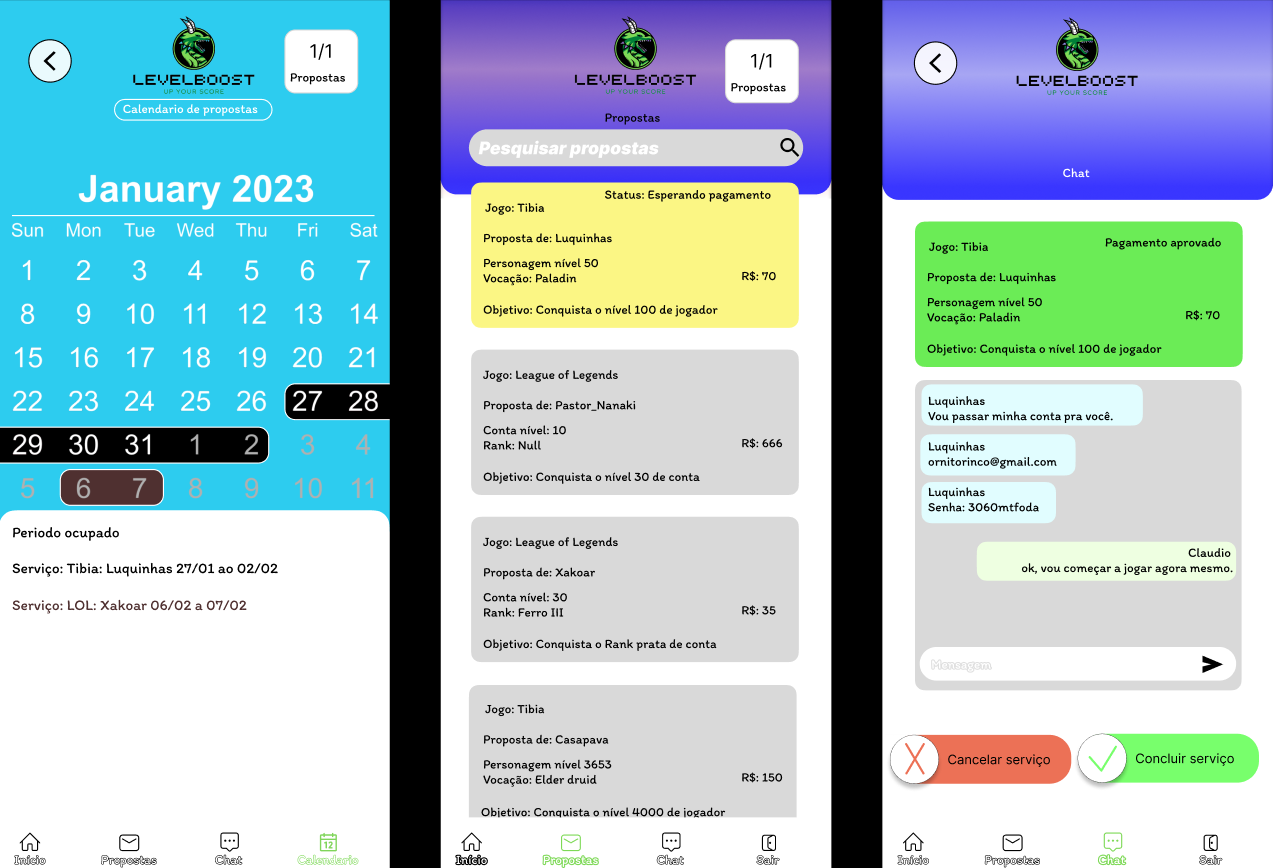 1/1
Propostas
LEVELBOOST
UP YOUR SCORE
Calendario de propostas
January 2023
Sun Mon Tue Wed Thu Fri Sat
1 2 3 4 5 6 7
8 9 10 11 12 13 14
15 16 17 18 19 20 21
22 23 24 25 26 27 28
29 30 31 1 2 3 4
5 6 7 8 9 10 11
Periodo ocupado
Serviço: Tibia: Luquinhas 27/01 ao 02/02
Serviço: LOL: Xakoar 06/02 a 07/02
Início Propostas Chat Calendario
12
1/1
Propostas
LEVELBOOST
UP YOUR SCORE
Propostas
Pesquisar propostas
Status: Esperando pagamento
Jogo: Tibia
Proposta de: Luquinhas
Personagem nível 50
Vocação: Paladin
R$: 70
Objetivo: Conquista o nível 100 de jogador
Jogo: League of Legends
Proposta de: Pastor_Nanaki
Conta nível: 10
Rank: Null
R$: 666
Objetivo: Conquista o nível 30 de conta
Jogo: League of Legends
Proposta de: Xakoar
Conta nível: 30
Rank: Ferro III
R$: 35
Objetivo: Conquista o Rank prata de conta
Jogo: Tibia
Proposta de: Casapava
Personagem nível 3653
Vocação: Elder druid
R$: 150
Objetivo: Conquista o nível 4000 de jogador
Início Propostas Chat Sair
LEVELBOOST
UP YOUR SCORE
Chat
Pagamento aprovado
Jogo: Tibia
Proposta de: Luquinhas
Personagem nível 50
Vocação: Paladin
R$: 70
Objetivo: Conquista o nível 100 de jogador
Luquinhas
Vou passar minha conta pra você.
Luquinhas
ornitorinco@gmail.com
Luquinhas
Senha: 3060mtfoda
Claudio
ok, vou começar a jogar agora mesmo.
Mensagem
Cancelar serviço
Concluir serviço
Início Propostas Chat Sair